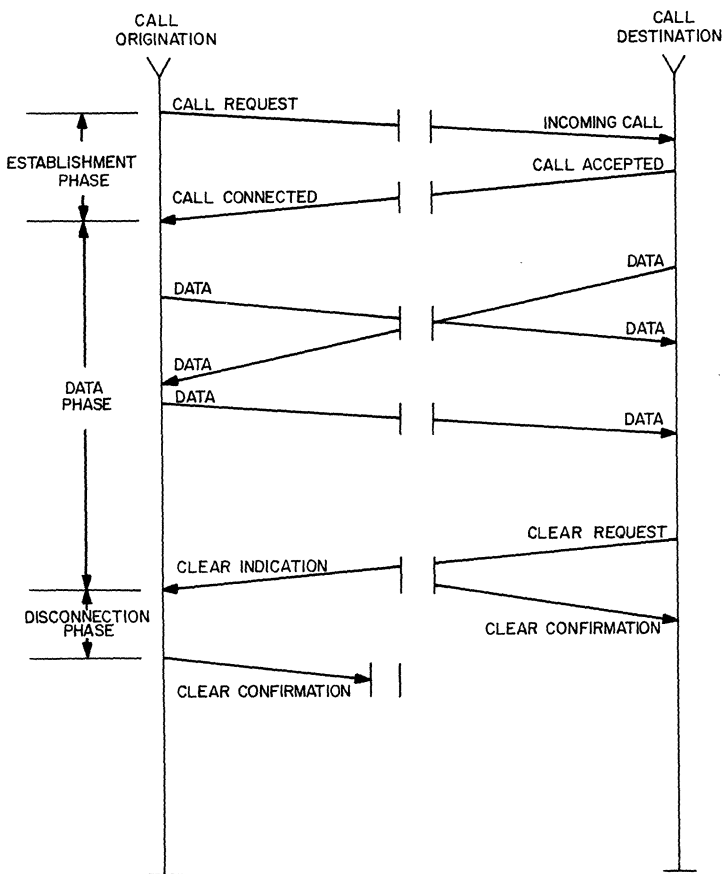 CALL
ORIGINATION
CALL
DESTINATION
CALL REQUEST
INCOMING CALL
ESTABLISHMENT
PHASE
CALL ACCEPTED
CALL CONNECTED
DATA
DATA
DATA
DATA
DATA
PHASE
DATA
DATA
CLEAR REQUEST
CLEAR INDICATION
DISCONNECTION
PHASE
CLEAR CONFIRMATION
CLEAR CONFIRMATION